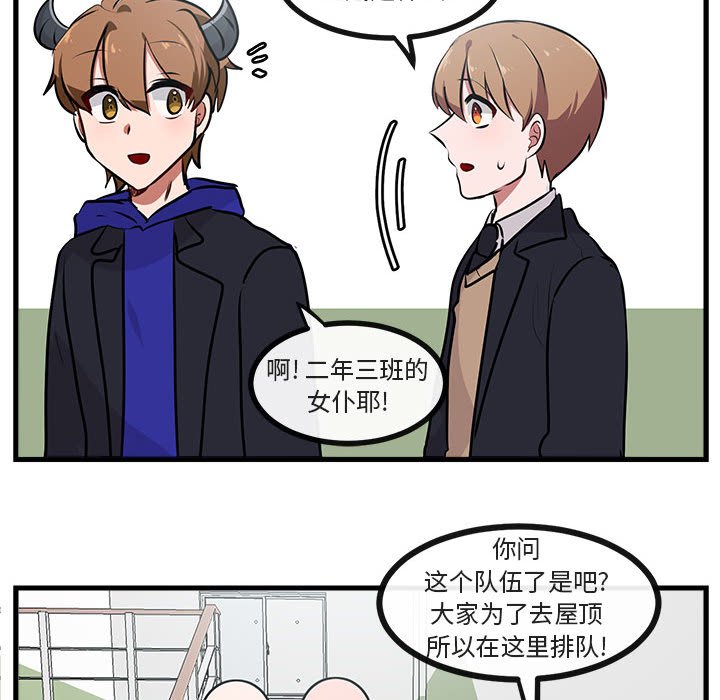 啊! 二年三班的
女仆耶!
你问
这个队伍了是吧?
大家为了去屋顶
所以在这里排队!